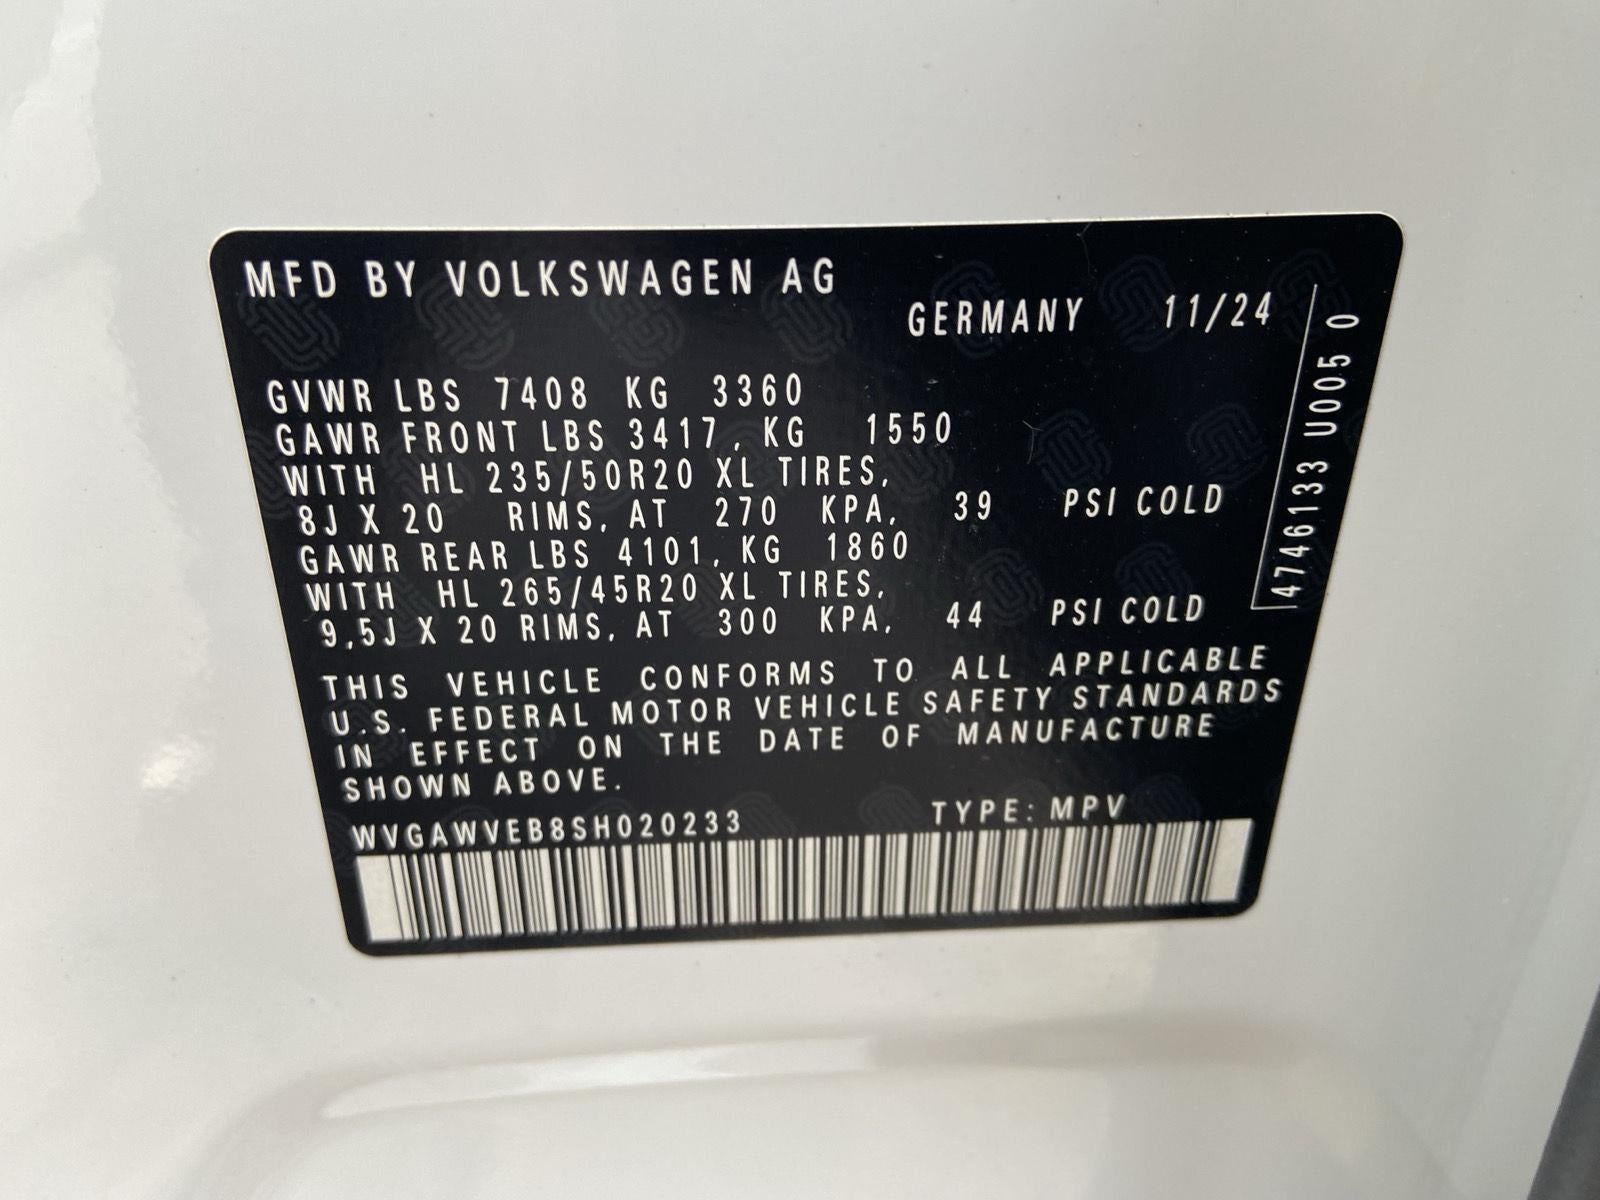 MFD BY VOLKSWAGEN AG
GERMANY 11/24
GVWR LBS 7408 KG 3360
GAWR FRONT LBS 3417, KG 1550
WITH HL 235/50R20 XL TIRES,
8J X 20 RIMS, AT 270 KPA, 39 PSI COLD
GAWR REAR LBS 4101, KG 1860
WITH HL 265/45R20 XL TIRES,
9,5J X 20 RIMS, AT 300 KPA, 44 PSI COLD
THIS VEHICLE CONFORMS TO ALL APPLICABLE
U.S. FEDERAL MOTOR VEHICLE SAFETY STANDARDS
IN EFFECT ON THE DATE OF MANUFACTURE
SHOWN ABOVE.
WVGAWVEB8SH020233 TYPE: MPV
4746133 U005 0